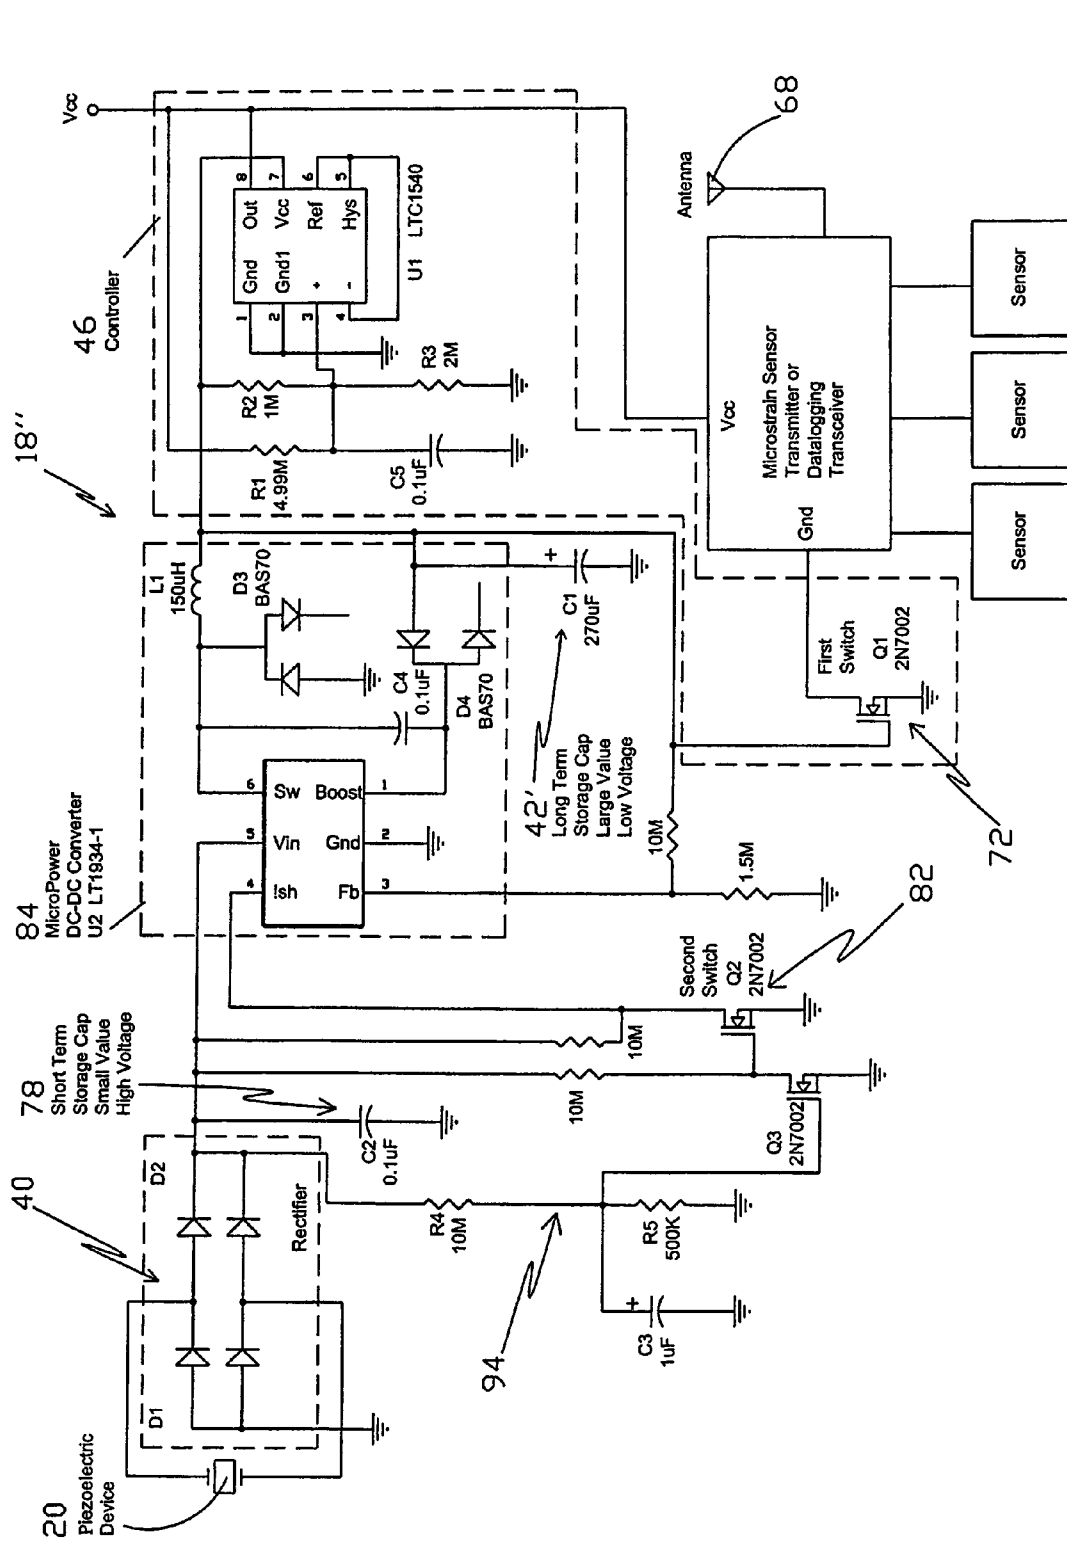 18''
20
Piezoelectric
Device
40
D1
D2
Rectifier
78
Short Term
Storage Cap
Small Value
High Voltage
C2
0.1uF
R4
10M
94
C3
1uF
R5
500K
10M
10M
Q3
2N7002
Second
Switch
Q2
2N7002
82
84
MicroPower
DC-DC Converter
U2 LT1934-1
4
5
6
!sh
Vin
Sw
Fb
Gnd
Boost
3
2
1
L1
150uH
D3
BAS70
C4
0.1uF
D4
BAS70
42'
Long Term
Storage Cap
Large Value
Low Voltage
+
C1
270uF
10M
1.5M
46
Controller
Vcc
R1
4.99M
R2
1M
R3
2M
C5
0.1uF
1
2
3
4
Gnd
Gnd1
+
-
Out
Vcc
Ref
Hys
8
7
6
5
U1 LTC1540
First
Switch
Q1
2N7002
72'
Antenna
68
Vcc
Gnd
Microstrain Sensor
Transmitter or
Datalogging
Transceiver
Sensor
Sensor
Sensor
+